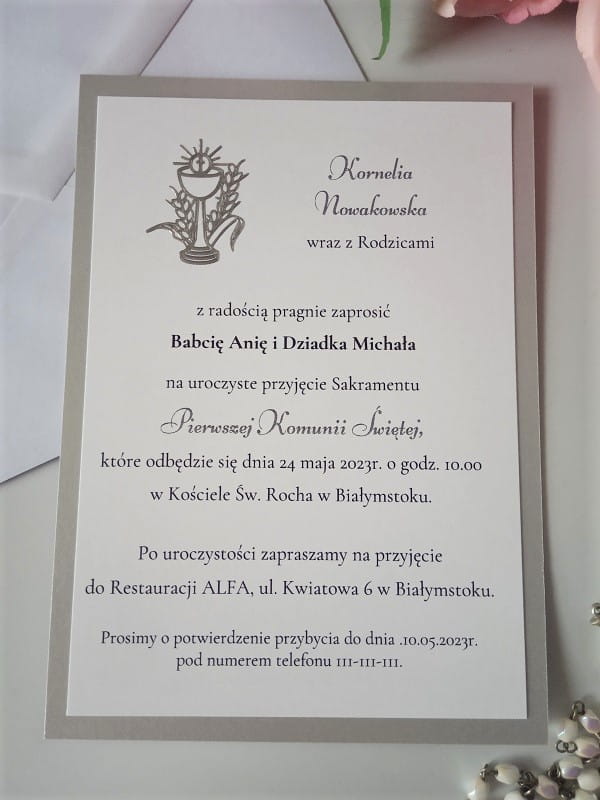 Kornelia
Nowakowska
wraz z Rodzicami
z radością pragnie zaprosić
Babcię Anię i Dziadka Michała
na uroczyste przyjęcie Sakramentu
Pierwszej Komunii Świętej,
które odbędzie się dnia 24 maja 2023r. o godz. 10.00
w Kościele Św. Rocha w Białymstoku.
Po uroczystości zapraszamy na przyjęcie
do Restauracji ALFA, ul. Kwiatowa 6 w Białymstoku.
Prosimy o potwierdzenie przybycia do dnia .10.05.2023r.
pod numerem telefonu 111-111-111.